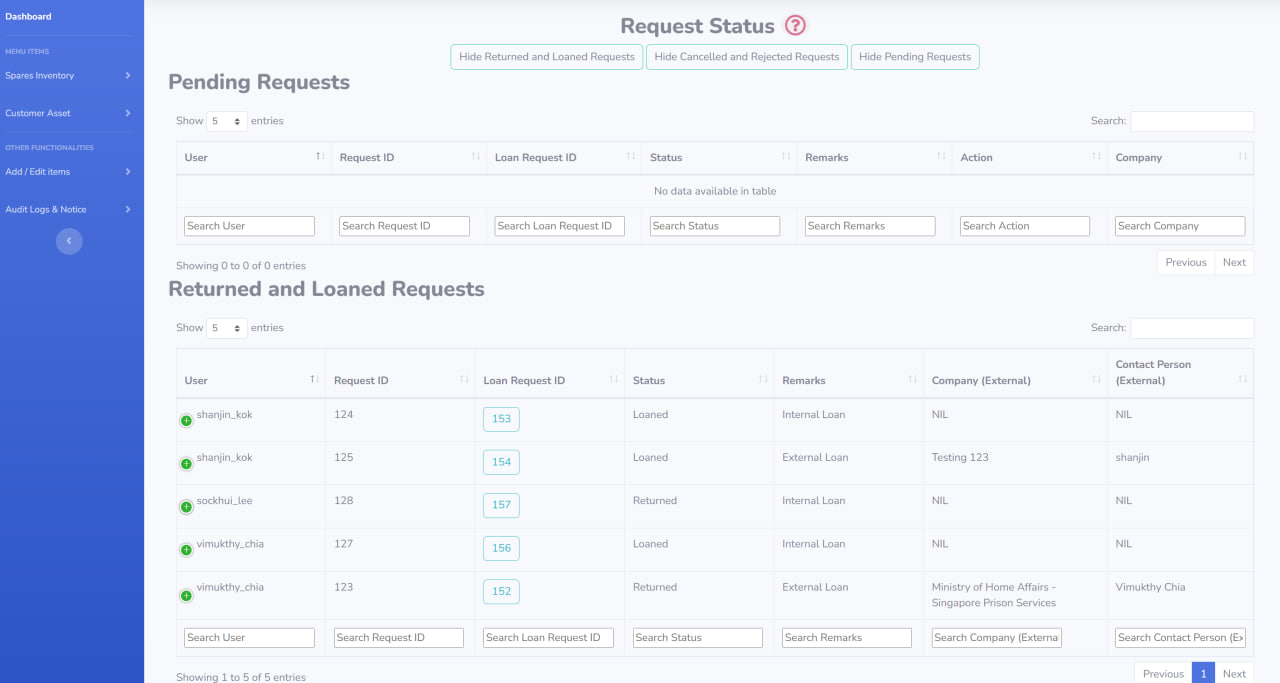 Dashboard
MENU ITEMS
Spares Inventory
Customer Asset
OTHER FUNCTIONALITIES
Add / Edit items
Audit Logs & Notice
Request Status ?
Hide Returned and Loaned Requests Hide Cancelled and Rejected Requests Hide Pending Requests
Pending Requests
Show 5 entries Search:
User Request ID Loan Request ID Status Remarks Action Company
No data available in table
Search User Search Request ID Search Loan Request ID Search Status Search Remarks Search Action Search Company
Showing 0 to 0 of 0 entries Previous Next
Returned and Loaned Requests
Show 5 entries Search:
User Request ID Loan Request ID Status Remarks Company (External) Contact Person (External)
shanjin_kok 124 153 Loaned Internal Loan NIL NIL
shanjin_kok 125 154 Loaned External Loan Testing 123 shanjin
sockhui_lee 128 157 Returned Internal Loan NIL NIL
vimukthy_chia 127 156 Loaned Internal Loan NIL NIL
vimukthy_chia 123 152 Returned External Loan Ministry of Home Affairs - Vimukthy Chia
Singapore Prison Services
Search User Search Request ID Search Loan Request ID Search Status Search Remarks Search Company (Externa Search Contact Person (Ex
Showing 1 to 5 of 5 entries Previous 1 Next